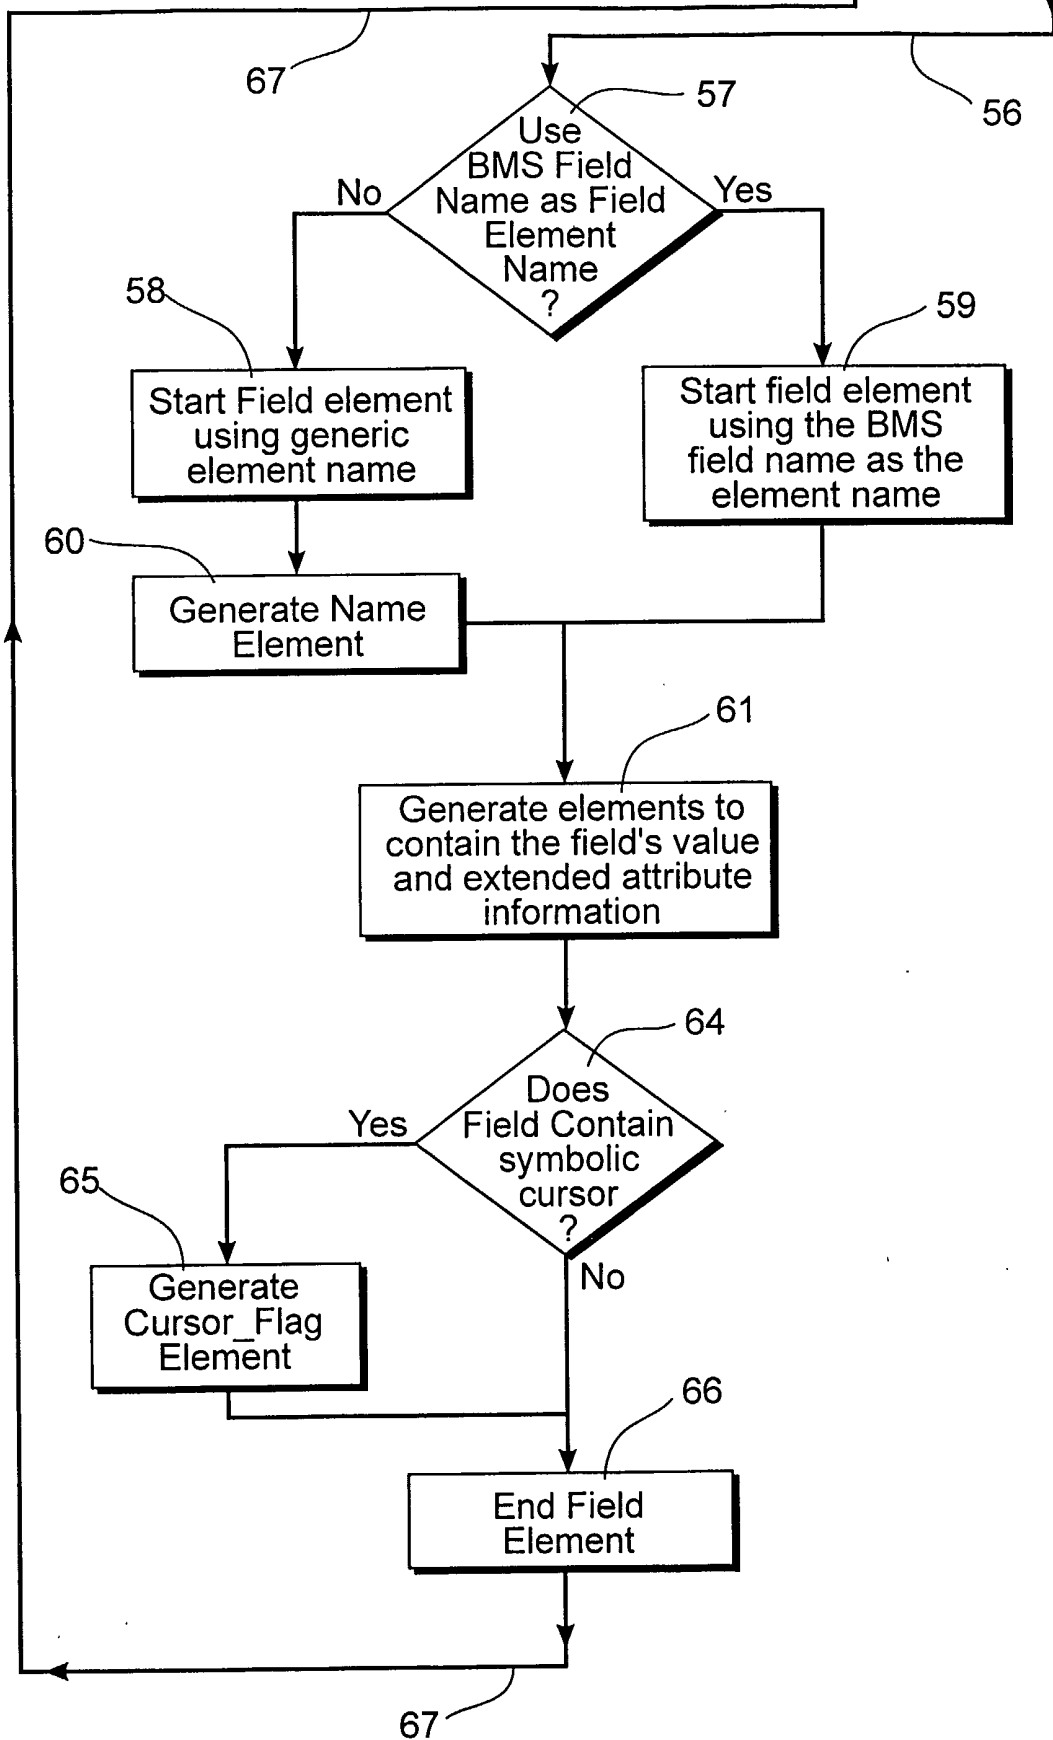 67
56
57
Use
BMS Field
Name as Field
Element
Name
?
No
Yes
58
59
Start Field element
using generic
element name
Start field element
using the BMS
field name as the
element name
60
Generate Name
Element
61
Generate elements to
contain the field's value
and extended attribute
information
64
Does
Field Contain
symbolic
cursor
?
Yes
No
65
Generate
Cursor_Flag
Element
66
End Field
Element
67